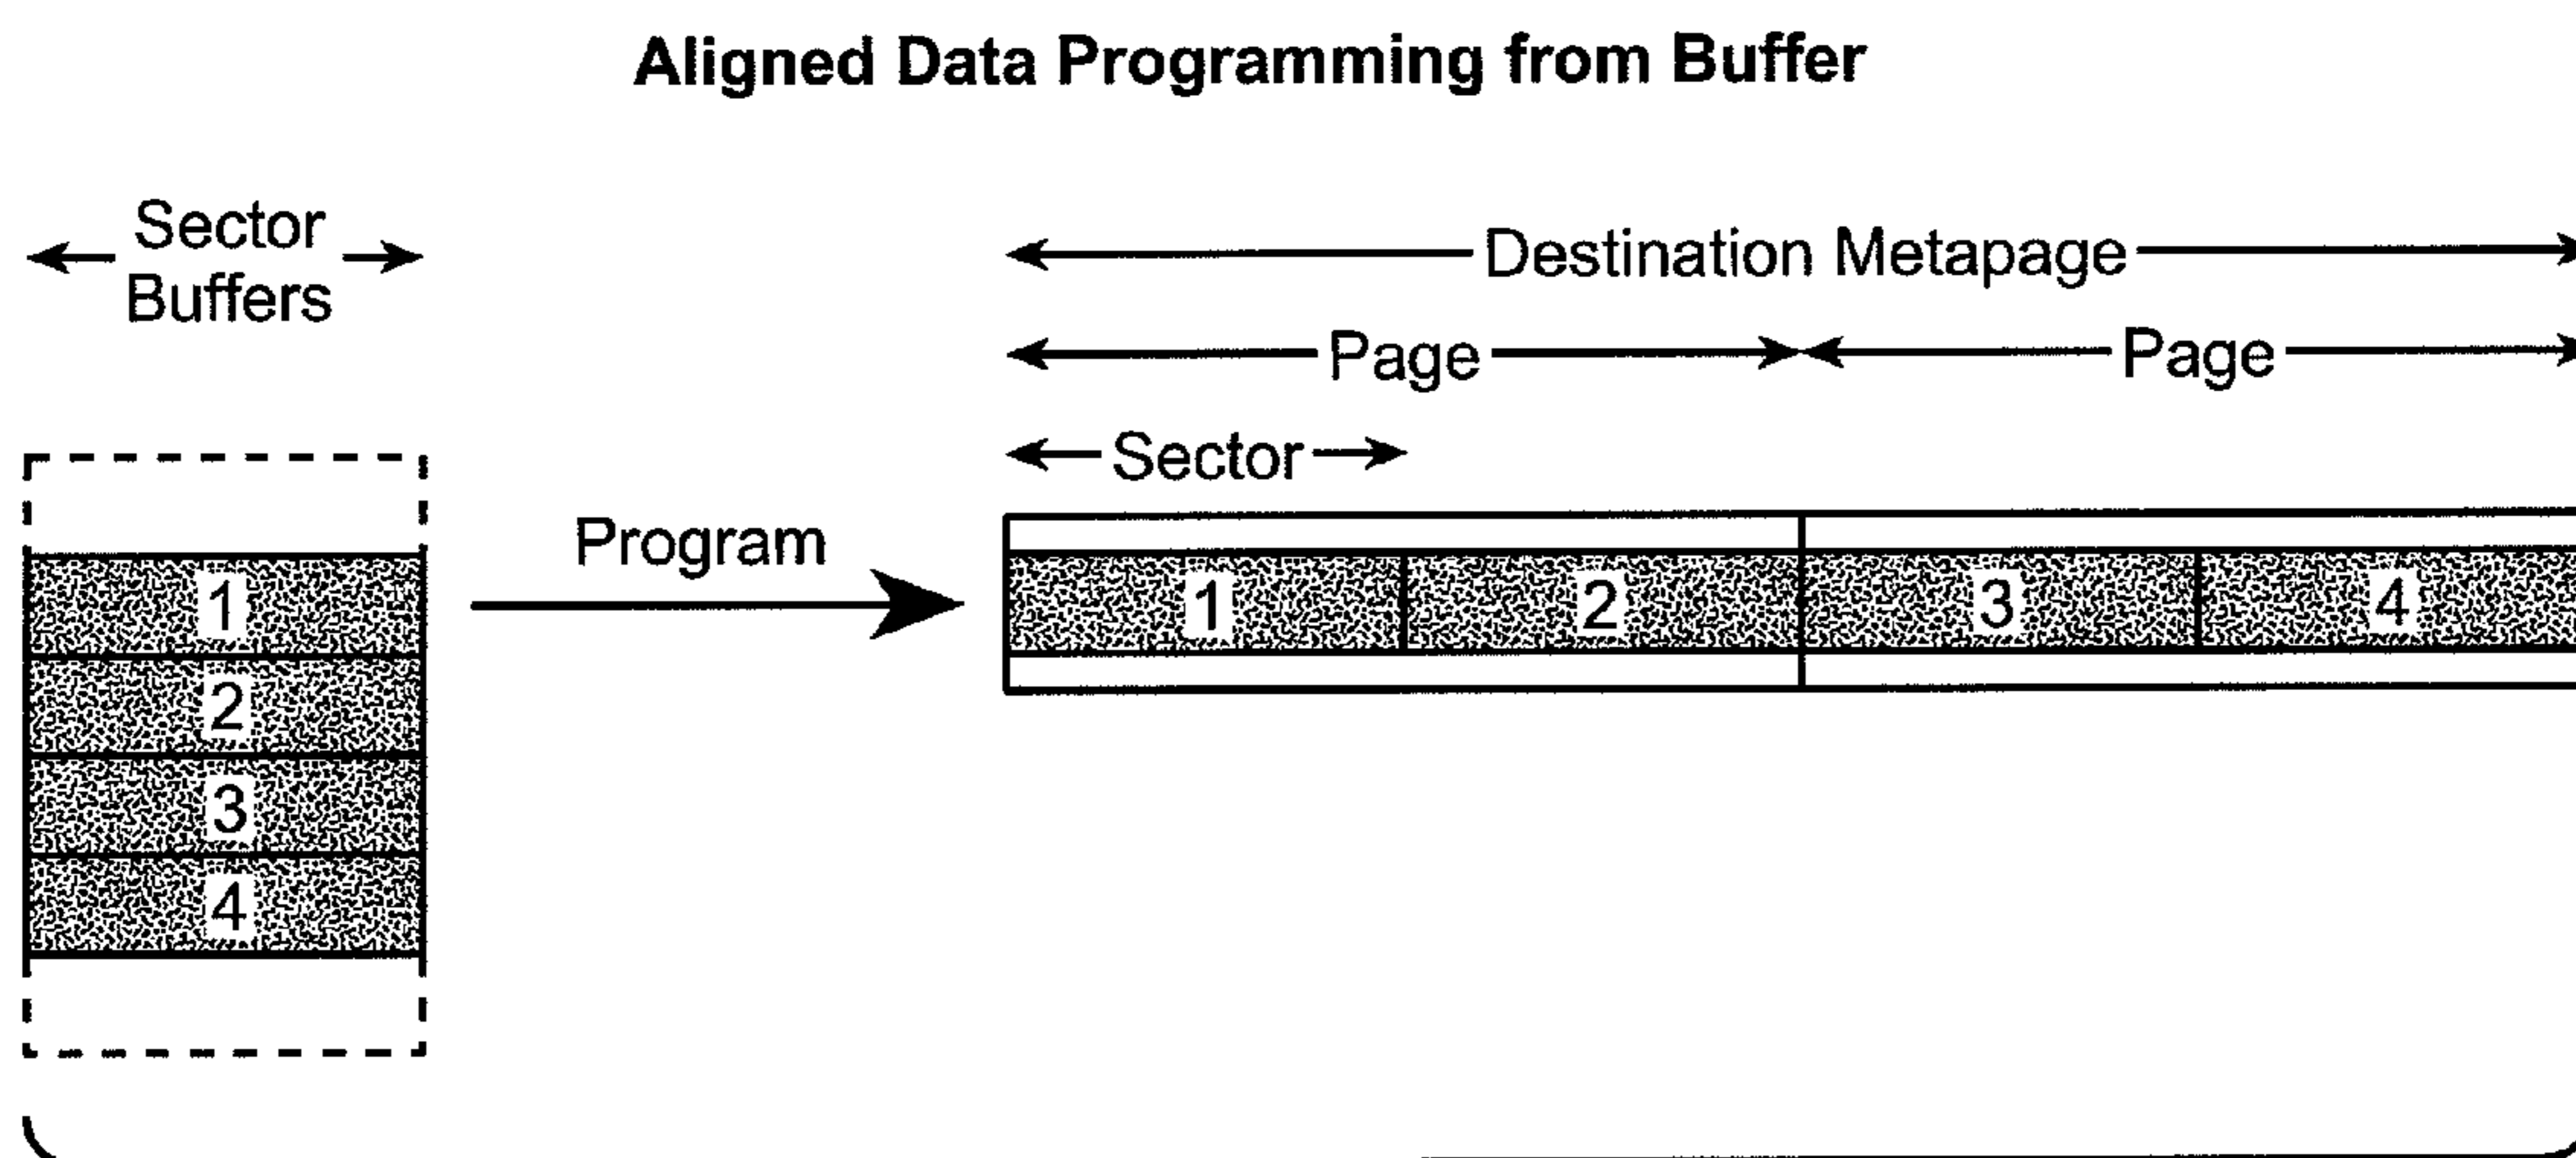 Aligned Data Programming from Buffer
Sector
Buffers
Destination Metapage
Page
Page
Sector
Program
1
2
3
4
1
2
3
4